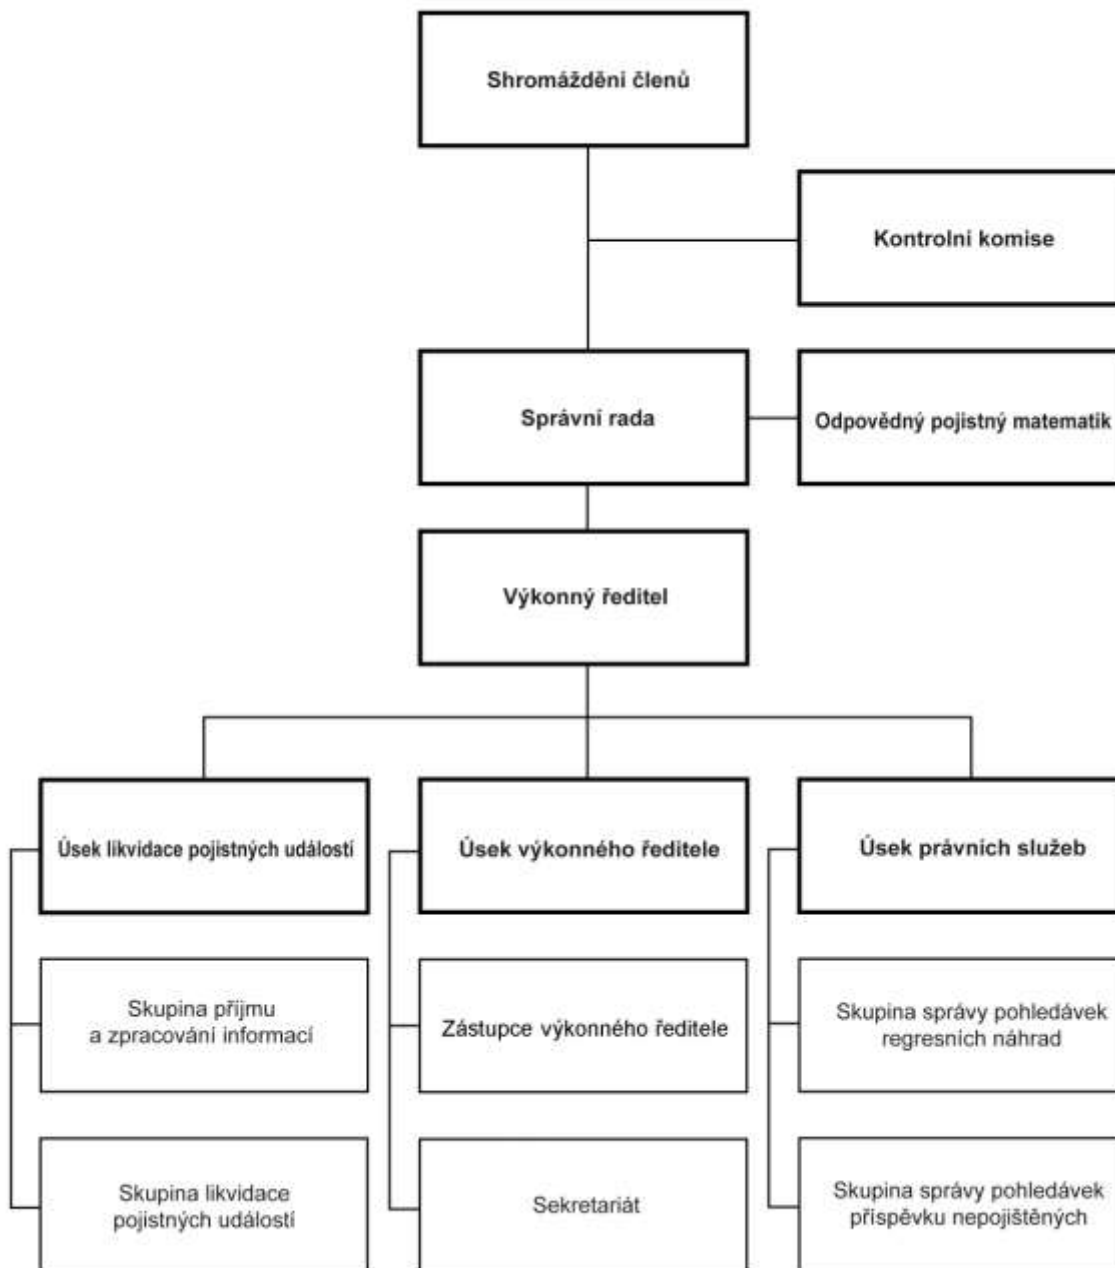 Shromáždění členů
Kontrolní komise
Správní rada
Odpovědný pojistný matematik
Výkonný ředitel
Úsek likvidace pojistných událostí
Úsek výkonného ředitele
Úsek právních služeb
Skupina příjmu
a zpracování informací
Zástupce výkonného ředitele
Skupina správy pohledávek
regresních náhrad
Skupina likvidace
pojistných událostí
Sekretariát
Skupina správy pohledávek
příspěvku nepojištěných